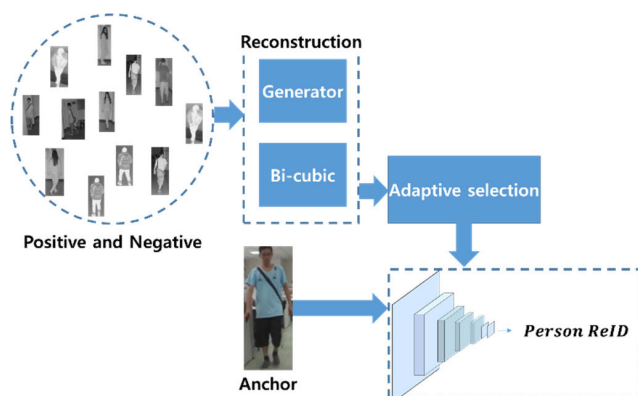 Reconstruction
Generator
Bi-cubic
Adaptive selection
Positive and Negative
Person ReID
Anchor